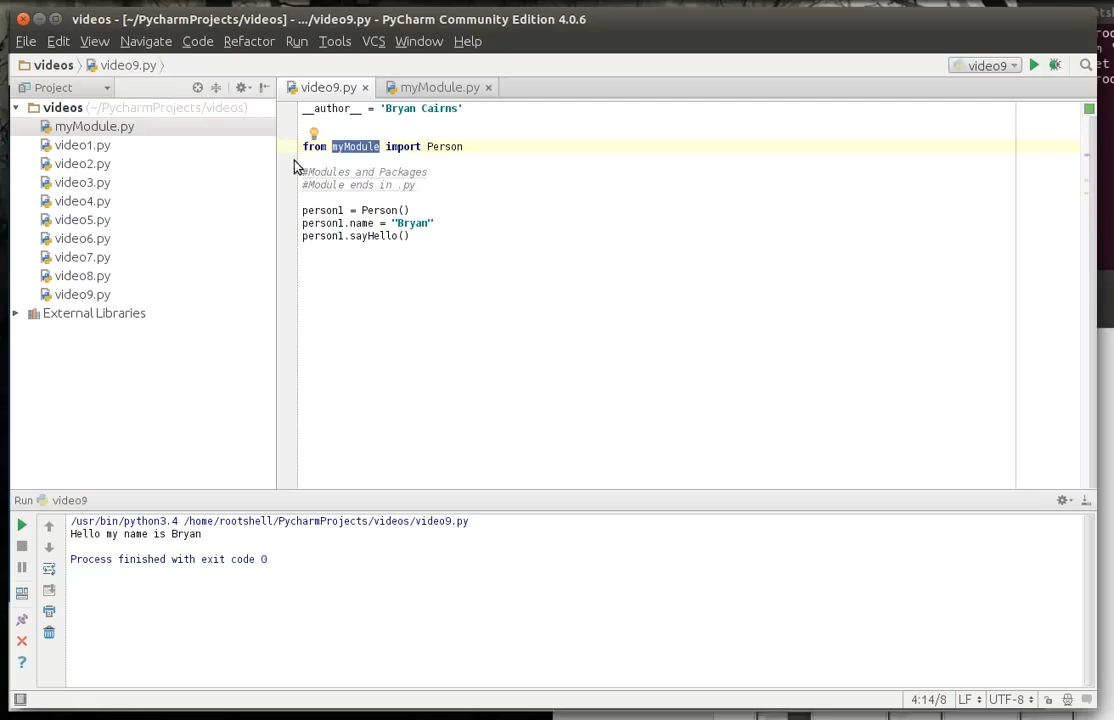 videos - [~/PycharmProjects/videos] - .../video9.py - PyCharm Community Edition 4.0.6
File Edit View Navigate Code Refactor Run Tools VCS Window Help
videos video9.py video9
Project video9.py myModule.py
videos (~/PycharmProjects/videos)
myModule.py
video1.py
video2.py
video3.py
video4.py
video5.py
video6.py
video7.py
video8.py
video9.py
External Libraries
__author__ = 'Bryan Cairns'
from myModule import Person
#Modules and Packages
#Module ends in .py
person1 = Person()
person1.name = "Bryan"
person1.sayHello()
Run video9
/usr/bin/python3.4 /home/rootshell/PycharmProjects/videos/video9.py
Hello my name is Bryan
Process finished with exit code 0
4:14/8 LF UTF-8